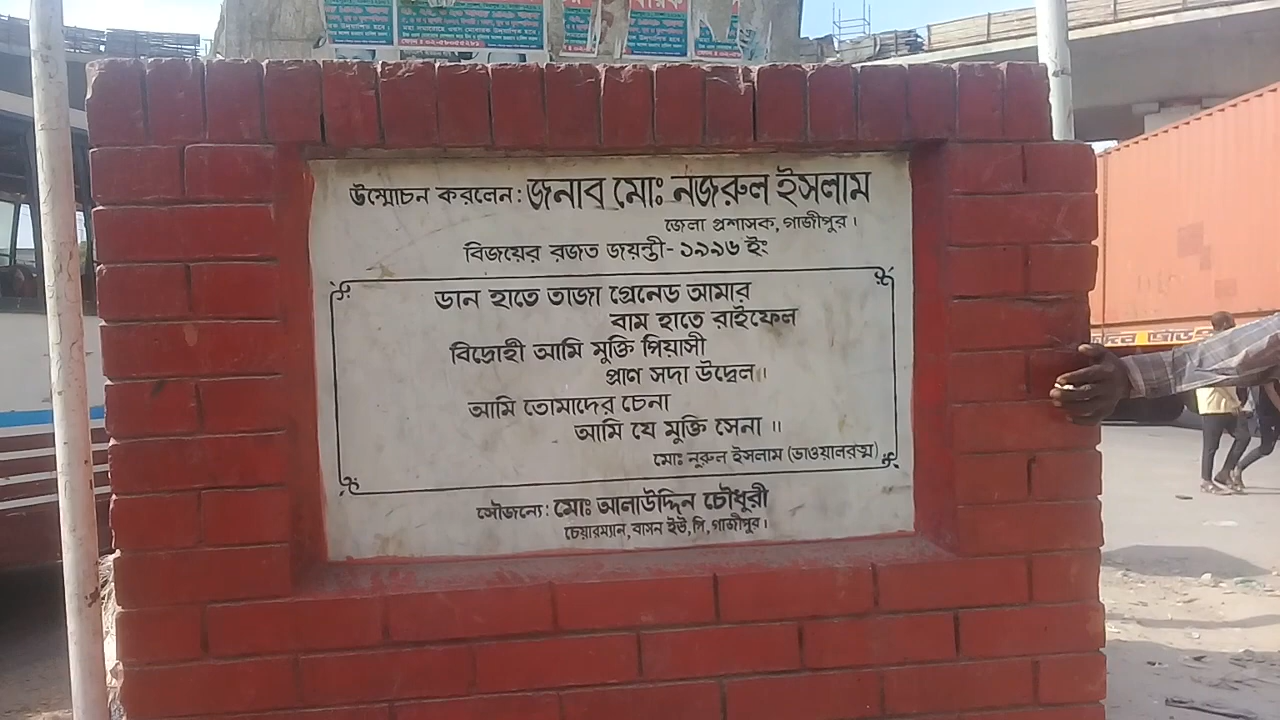 উন্মোচন করলেন: জনাব মোঃ নজরুল ইসলাম
জেলা প্রশাসক, গাজীপুর।
বিজয়ের রজত জয়ন্তী-১৯৯৬ ইং
ডান হাতে তাজা গ্রেনেড আমার
বাম হাতে রাইফেল
বিদ্রোহী আমি মুক্তি পিয়াসী
প্রাণ সদা উদ্বেল।
আমি তোমাদের চেনা
আমি যে মুক্তি সেনা ॥
মোঃ নুরুল ইসলাম (ভাওয়ালরত্ন)
সৌজন্যে: মোঃ আলাউদ্দিন চৌধুরী
চেয়ারম্যান, বাসন ইউ,পি, গাজীপুর।